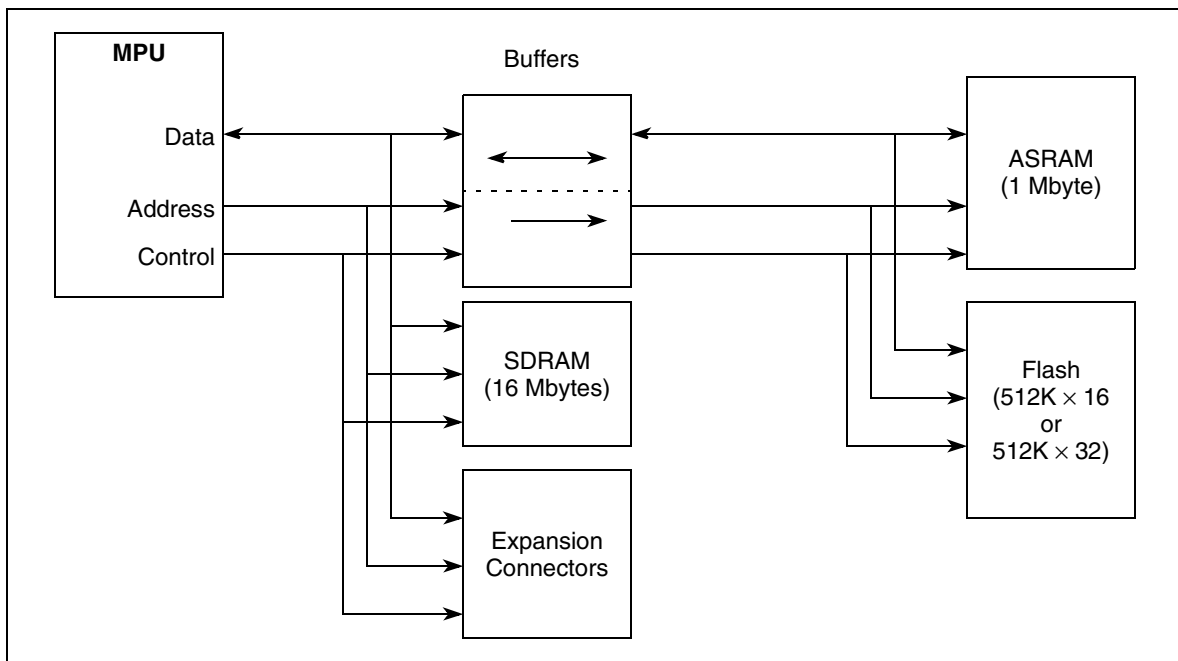 MPU
Data
Address
Control
Buffers
SDRAM
(16 Mbytes)
Expansion
Connectors
ASRAM
(1 Mbyte)
Flash
(512K × 16
or
512K × 32)